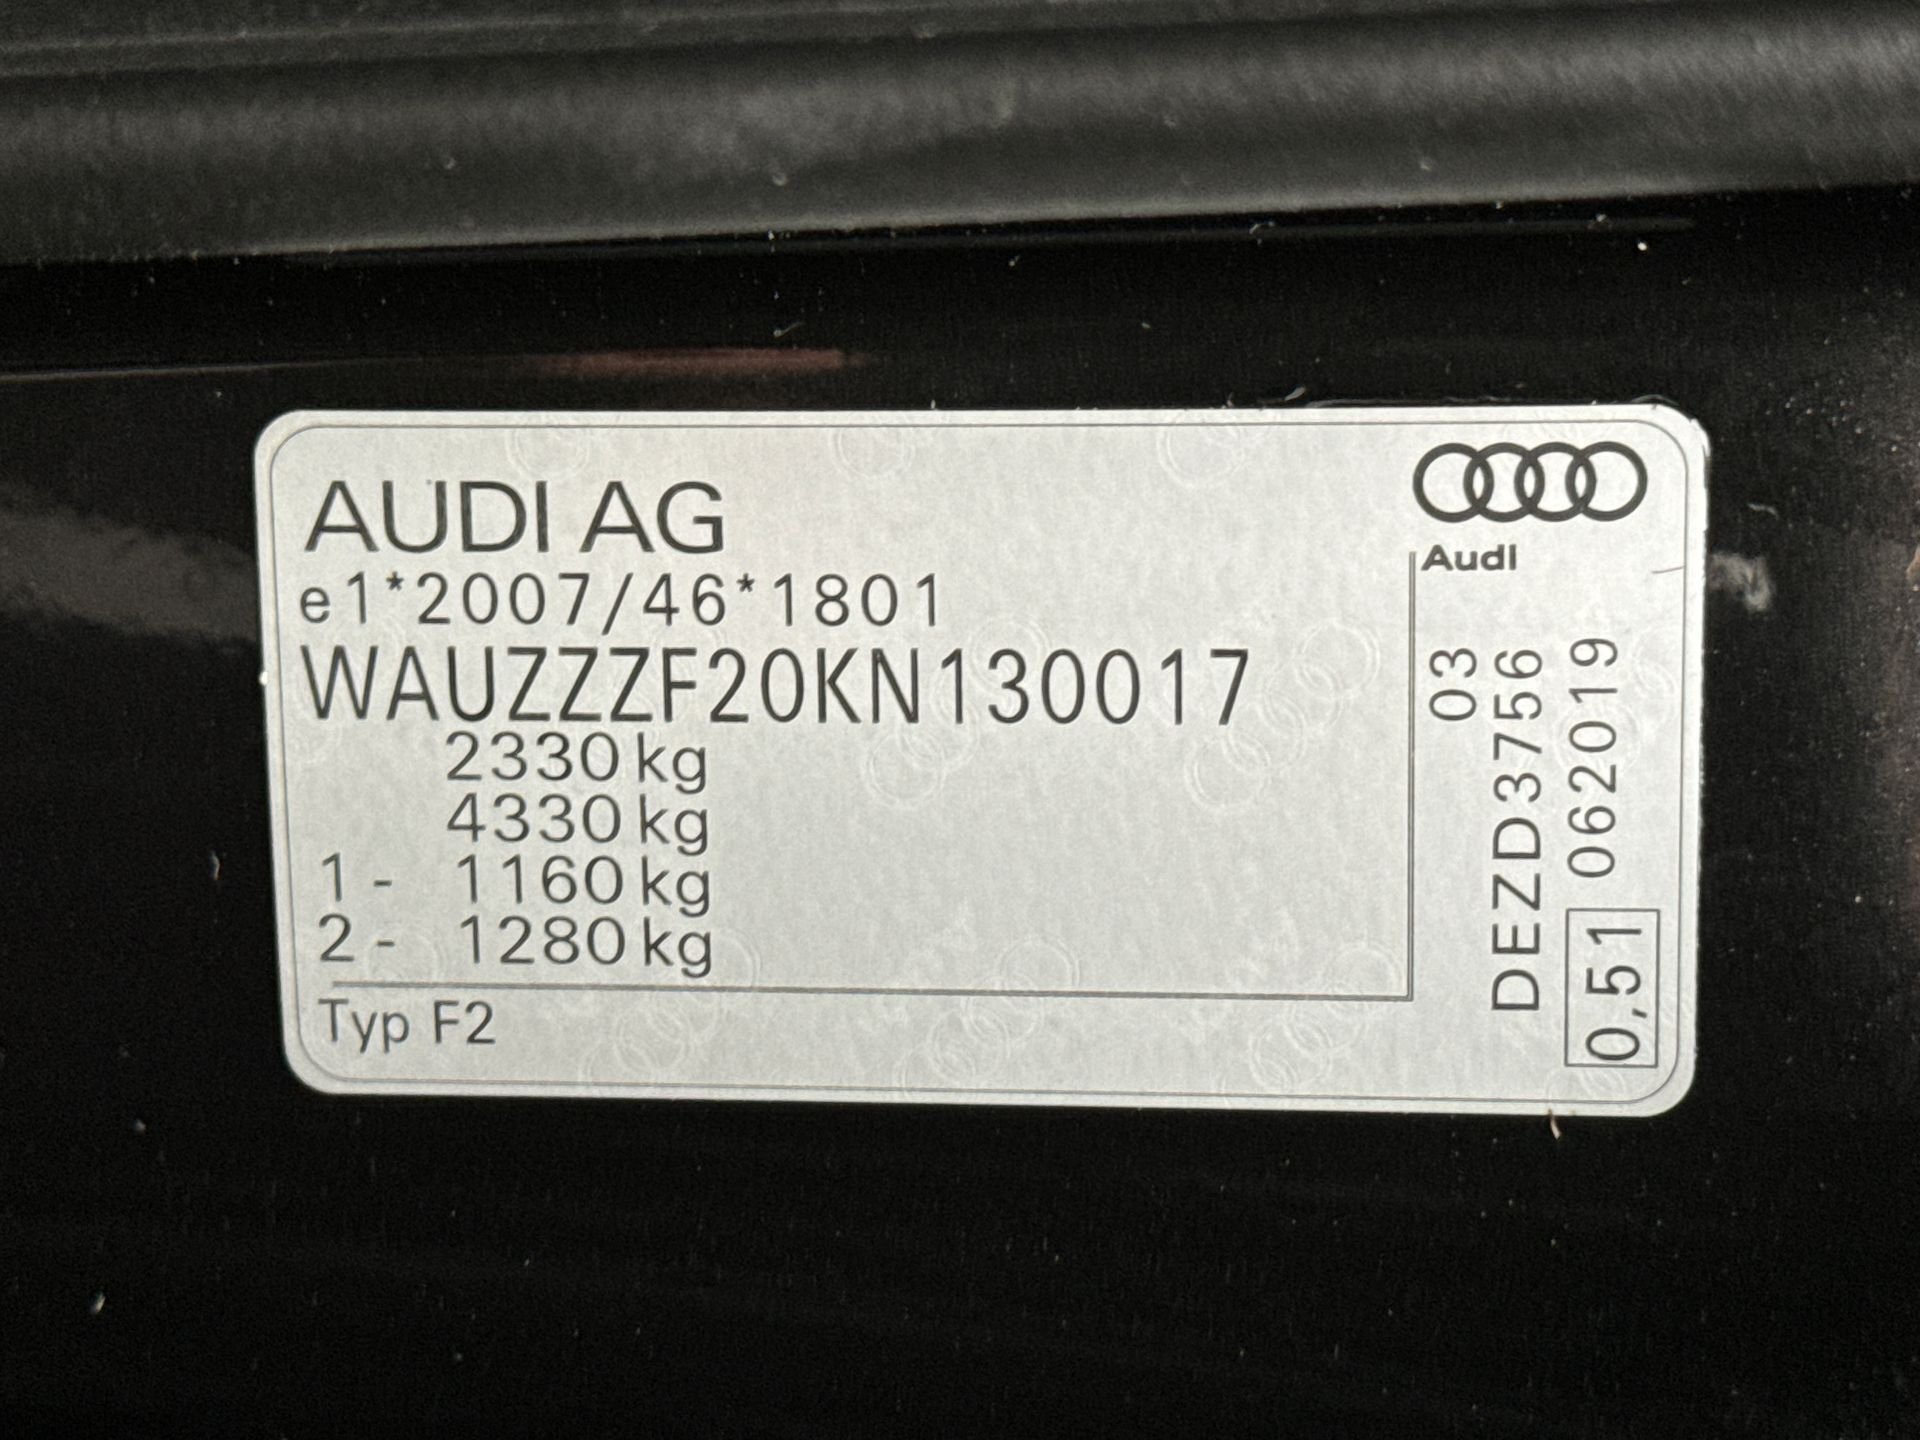 AUDI AG
e1*2007/46*1801
WAUZZZF20KN130017
2330 kg
4330 kg
1 - 1160 kg
2 - 1280 kg
Typ F2
Audi
03
DEZD3756
0,51 062019